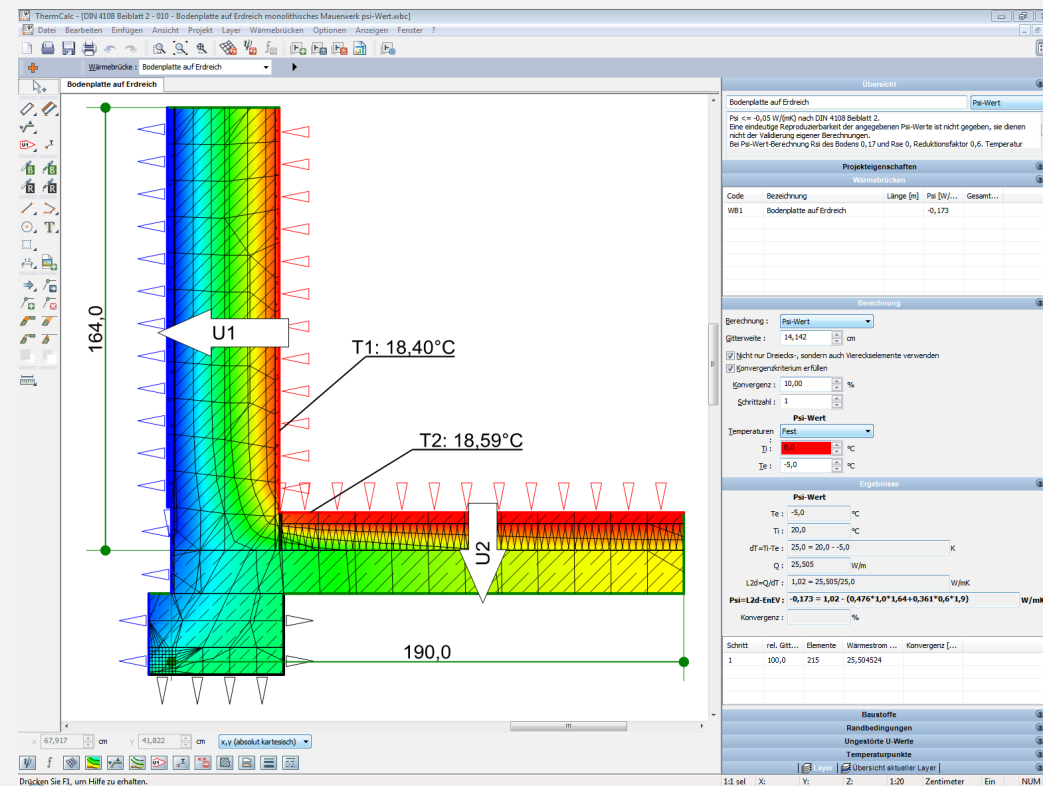 ThermCalc - [DIN 4108 Beiblatt 2 - 010 - Bodenplatte auf Erdreich monolithisches Mauerwerk psi-Wert.wbc]
Datei Bearbeiten Einfügen Ansicht Projekt Layer Wärmebrücken Optionen Anzeigen Fenster ?
Wärmebrücke : Bodenplatte auf Erdreich
Bodenplatte auf Erdreich
164,0
U1
T1: 18,40°C
T2: 18,59°C
U2
190,0
Übersicht
Bodenplatte auf Erdreich Psi-Wert
Psi <= -0,05 W/(mK) nach DIN 4108 Beiblatt 2.
Eine eindeutige Reproduzierbarkeit der angegebenen Psi-Werte ist nicht gegeben, sie dienen
nicht der Validierung eigener Berechnungen.
Bei Psi-Wert-Berechnung Rsi des Bodens 0,17 und Rse 0, Reduktionsfaktor 0,6. Temperatur
Projekteigenschaften
Wärmebrücken
Code Bezeichnung Länge [m] Psi [W/... Gesamt...
WB1 Bodenplatte auf Erdreich -0,173
Berechnung
Berechnung : Psi-Wert
Gitterweite : 14,142 cm
Nicht nur Dreiecks-, sondern auch Viereckselemente verwenden
Konvergenzkriterium erfüllen
Konvergenz : 10,00 %
Schrittzahl : 1
Psi-Wert
Temperaturen : Fest
Ti : 0,0 °C
Te : -5,0 °C
Ergebnisse
Psi-Wert
Te : -5,0 °C
Ti : 20,0 °C
dT=Ti-Te : 25,0 = 20,0 - -5,0 K
Q : 25,505 W/m
L2d=Q/dT : 1,02 = 25,505/25,0 W/mK
Psi=L2d-EnEV : -0,173 = 1,02 - (0,476*1,0*1,64+0,361*0,6*1,9) W/mK
Konvergenz : %
Schritt rel. Gitt... Elemente Wärmestrom ... Konvergenz [...
1 100,0 215 25,504524
Baustoffe
Randbedingungen
Ungestörte U-Werte
Temperaturpunkte
Layer Übersicht aktueller Layer
x 67,917 cm y 41,822 cm x,y (absolut kartesisch)
Drücken Sie F1, um Hilfe zu erhalten.
1:1 sel X: Y: Z: 1:20 Zentimeter Ein NUM